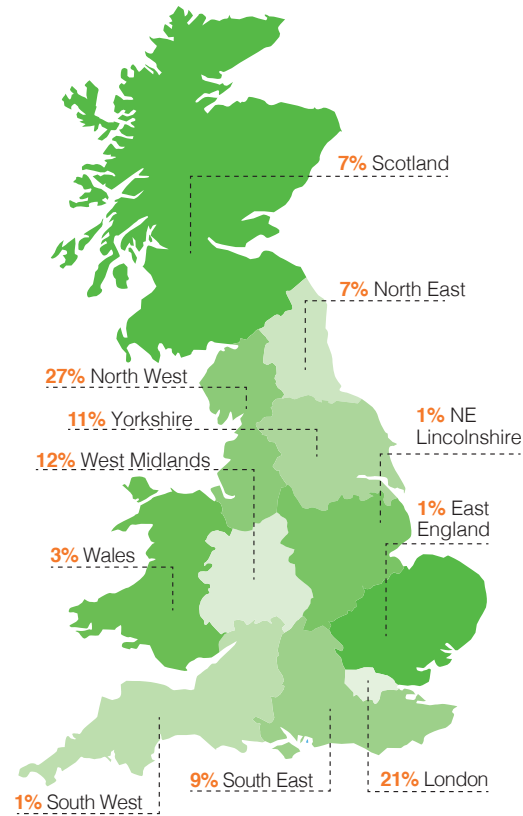 7% Scotland
7% North East
27% North West
11% Yorkshire
1% NE
Lincolnshire
12% West Midlands
1% East
England
3% Wales
9% South East
21% London
1% South West